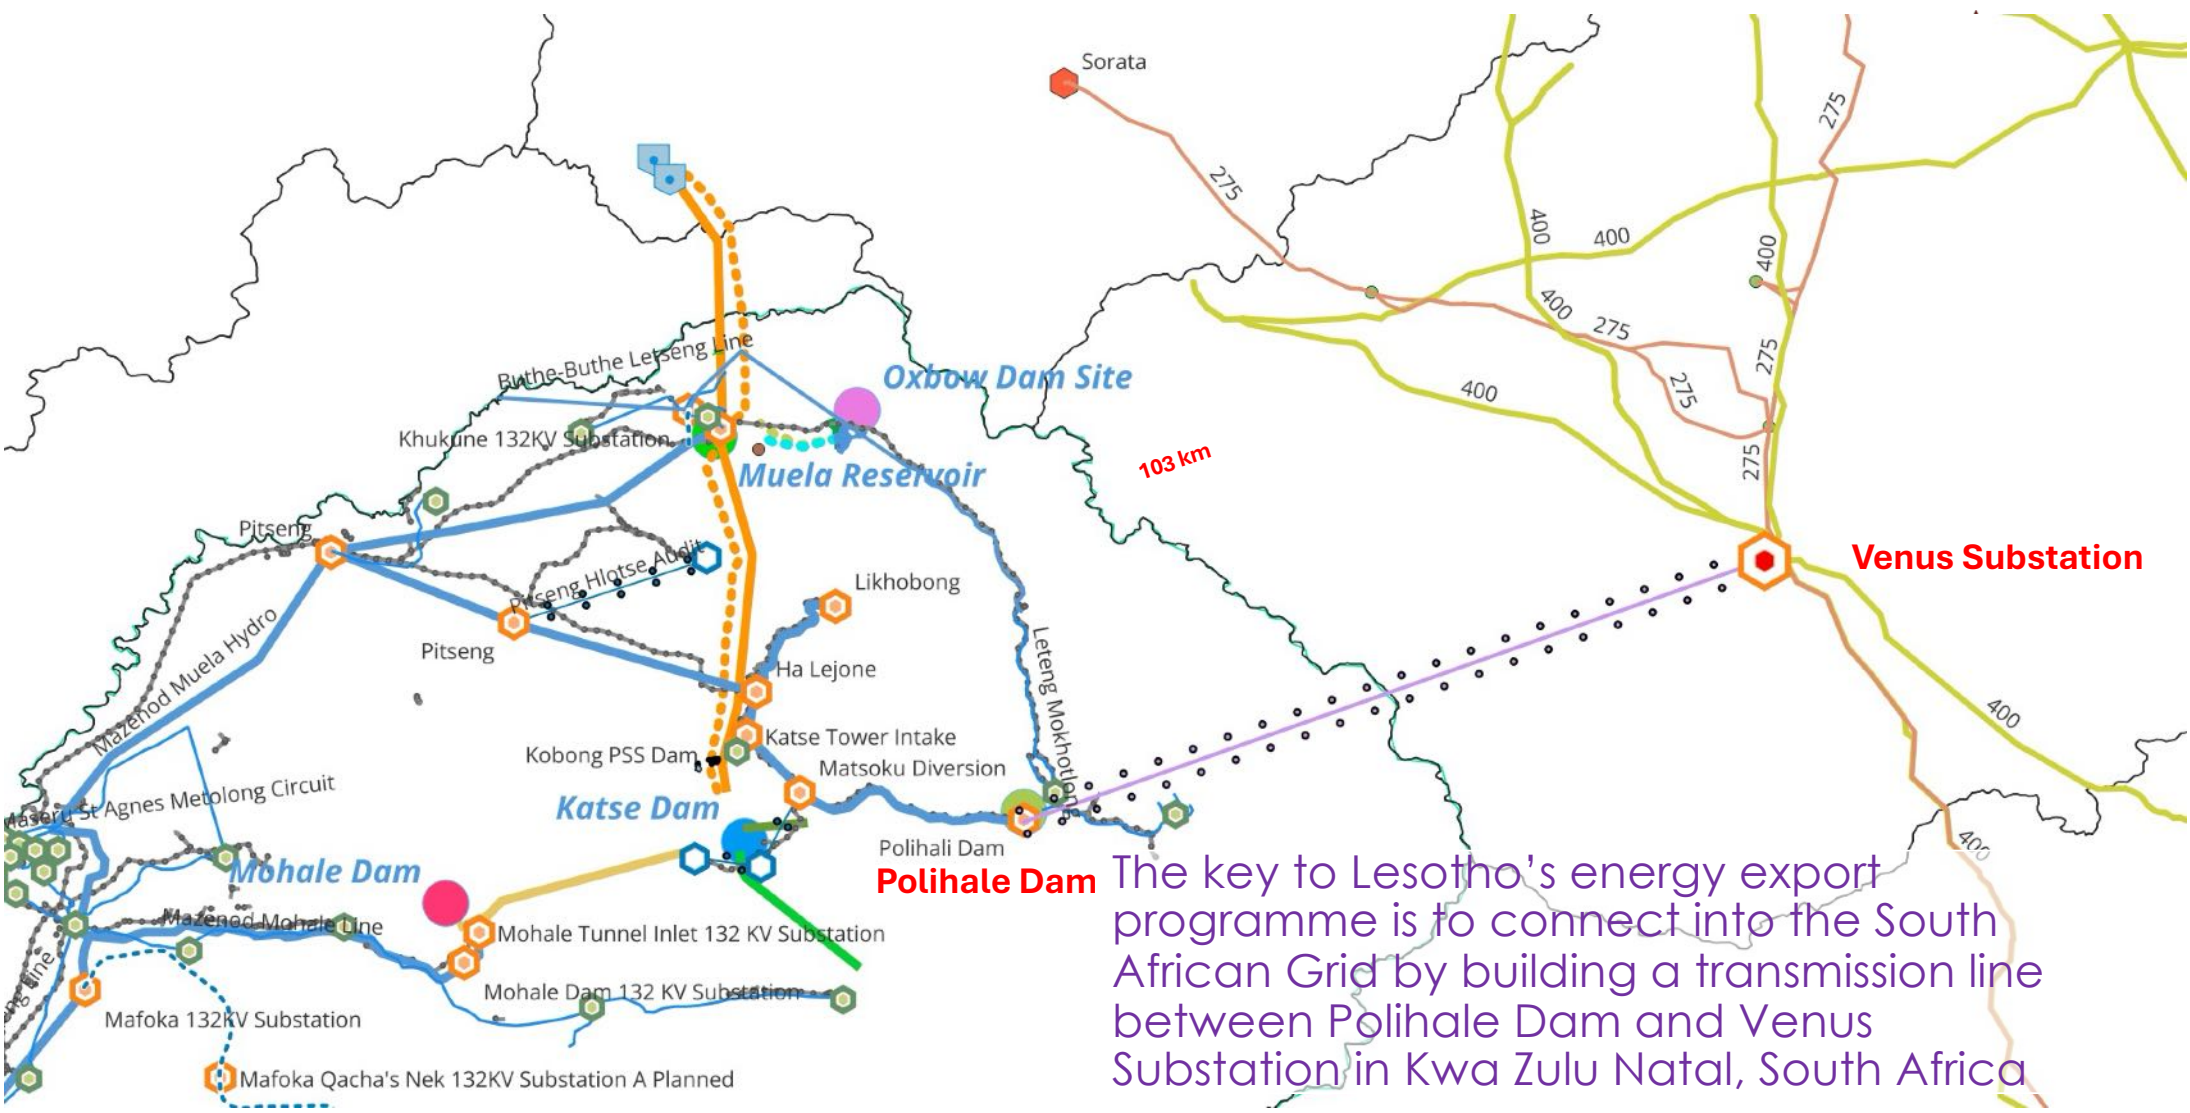 Sorata
275
275
400
400
400
400
275
275
275
400
275
Buthe-Buthe Letseng Line
Oxbow Dam Site
Khukune 132KV Substation
Muela Reservoir
103 km
Pitseng
Pitseng Hlotse Audit
Venus Substation
Likhobong
Pitseng
Mazenod Muela Hydro
Ha Lejone
Leteng Mokhotlong
400
Katse Tower Intake
Kobong PSS Dam
Matsoku Diversion
Maseru St Agnes Metolong Circuit
Katse Dam
Polihali Dam
400
Mohale Dam
Polihale Dam
The key to Lesotho's energy export
programme is to connect into the South
African Grid by building a transmission line
between Polihale Dam and Venus
Substation in Kwa Zulu Natal, South Africa
Mazenod-Mohale Line
Mohale Tunnel Inlet 132 KV Substation
Line
Mohale Dam 132 KV Substation
Mafoka 132KV Substation
Mafoka Qacha's Nek 132KV Substation A Planned